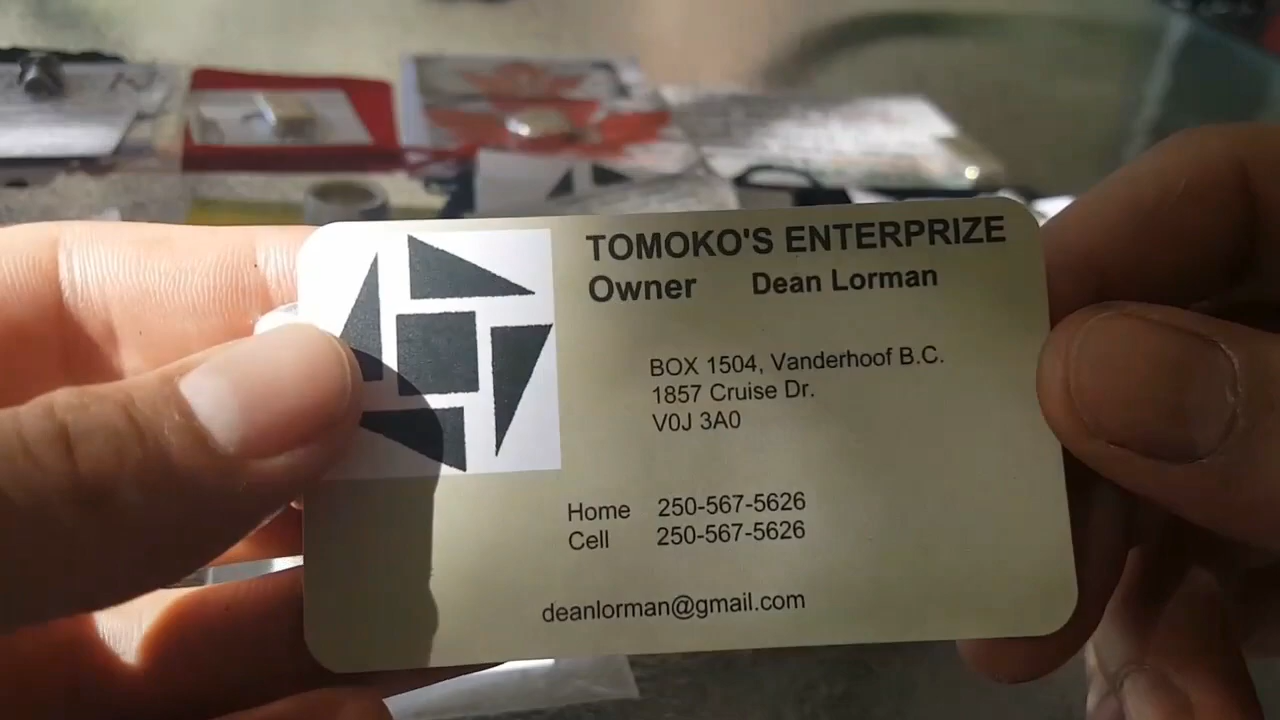 TOMOKO'S ENTERPRIZE
Owner Dean Lorman
BOX 1504, Vanderhoof B.C.
1857 Cruise Dr.
V0J 3A0
Home 250-567-5626
Cell 250-567-5626
deanlorman@gmail.com